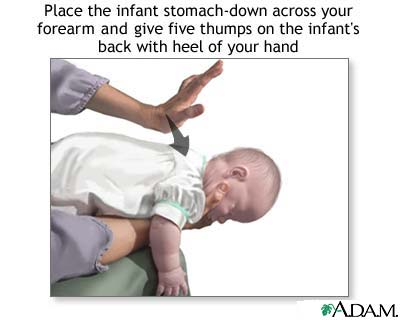 Place the infant stomach-down across your
forearm and give five thumps on the infant's
back with heel of your hand
ADAM.